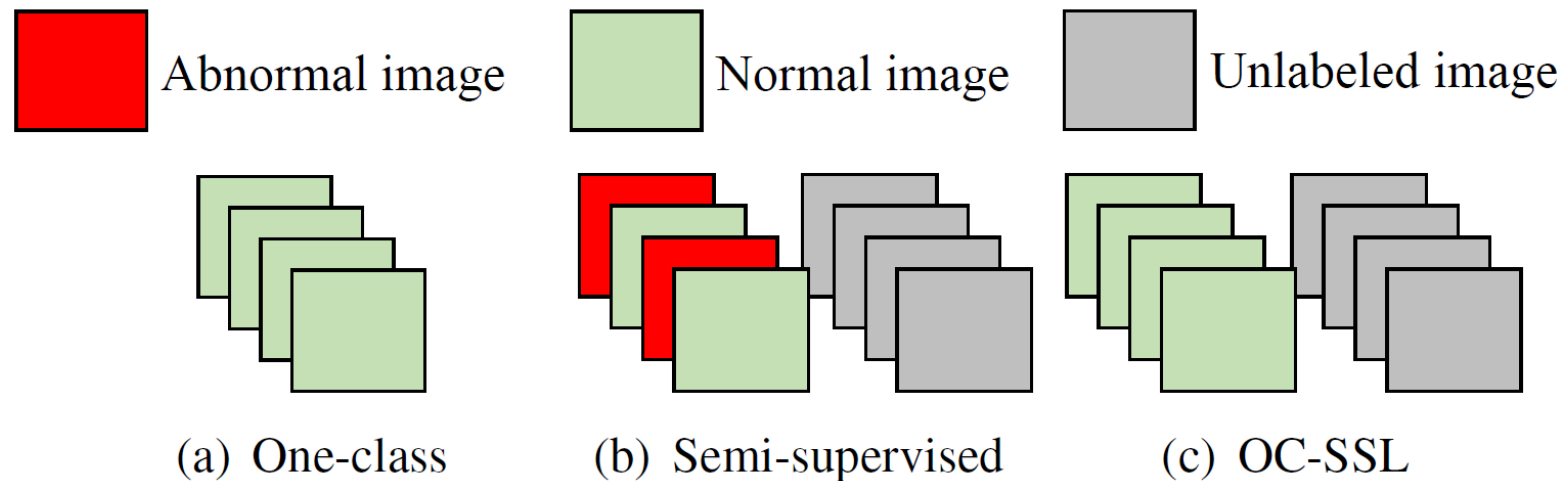 Abnormal image Normal image Unlabeled image
(a) One-class (b) Semi-supervised (c) OC-SSL